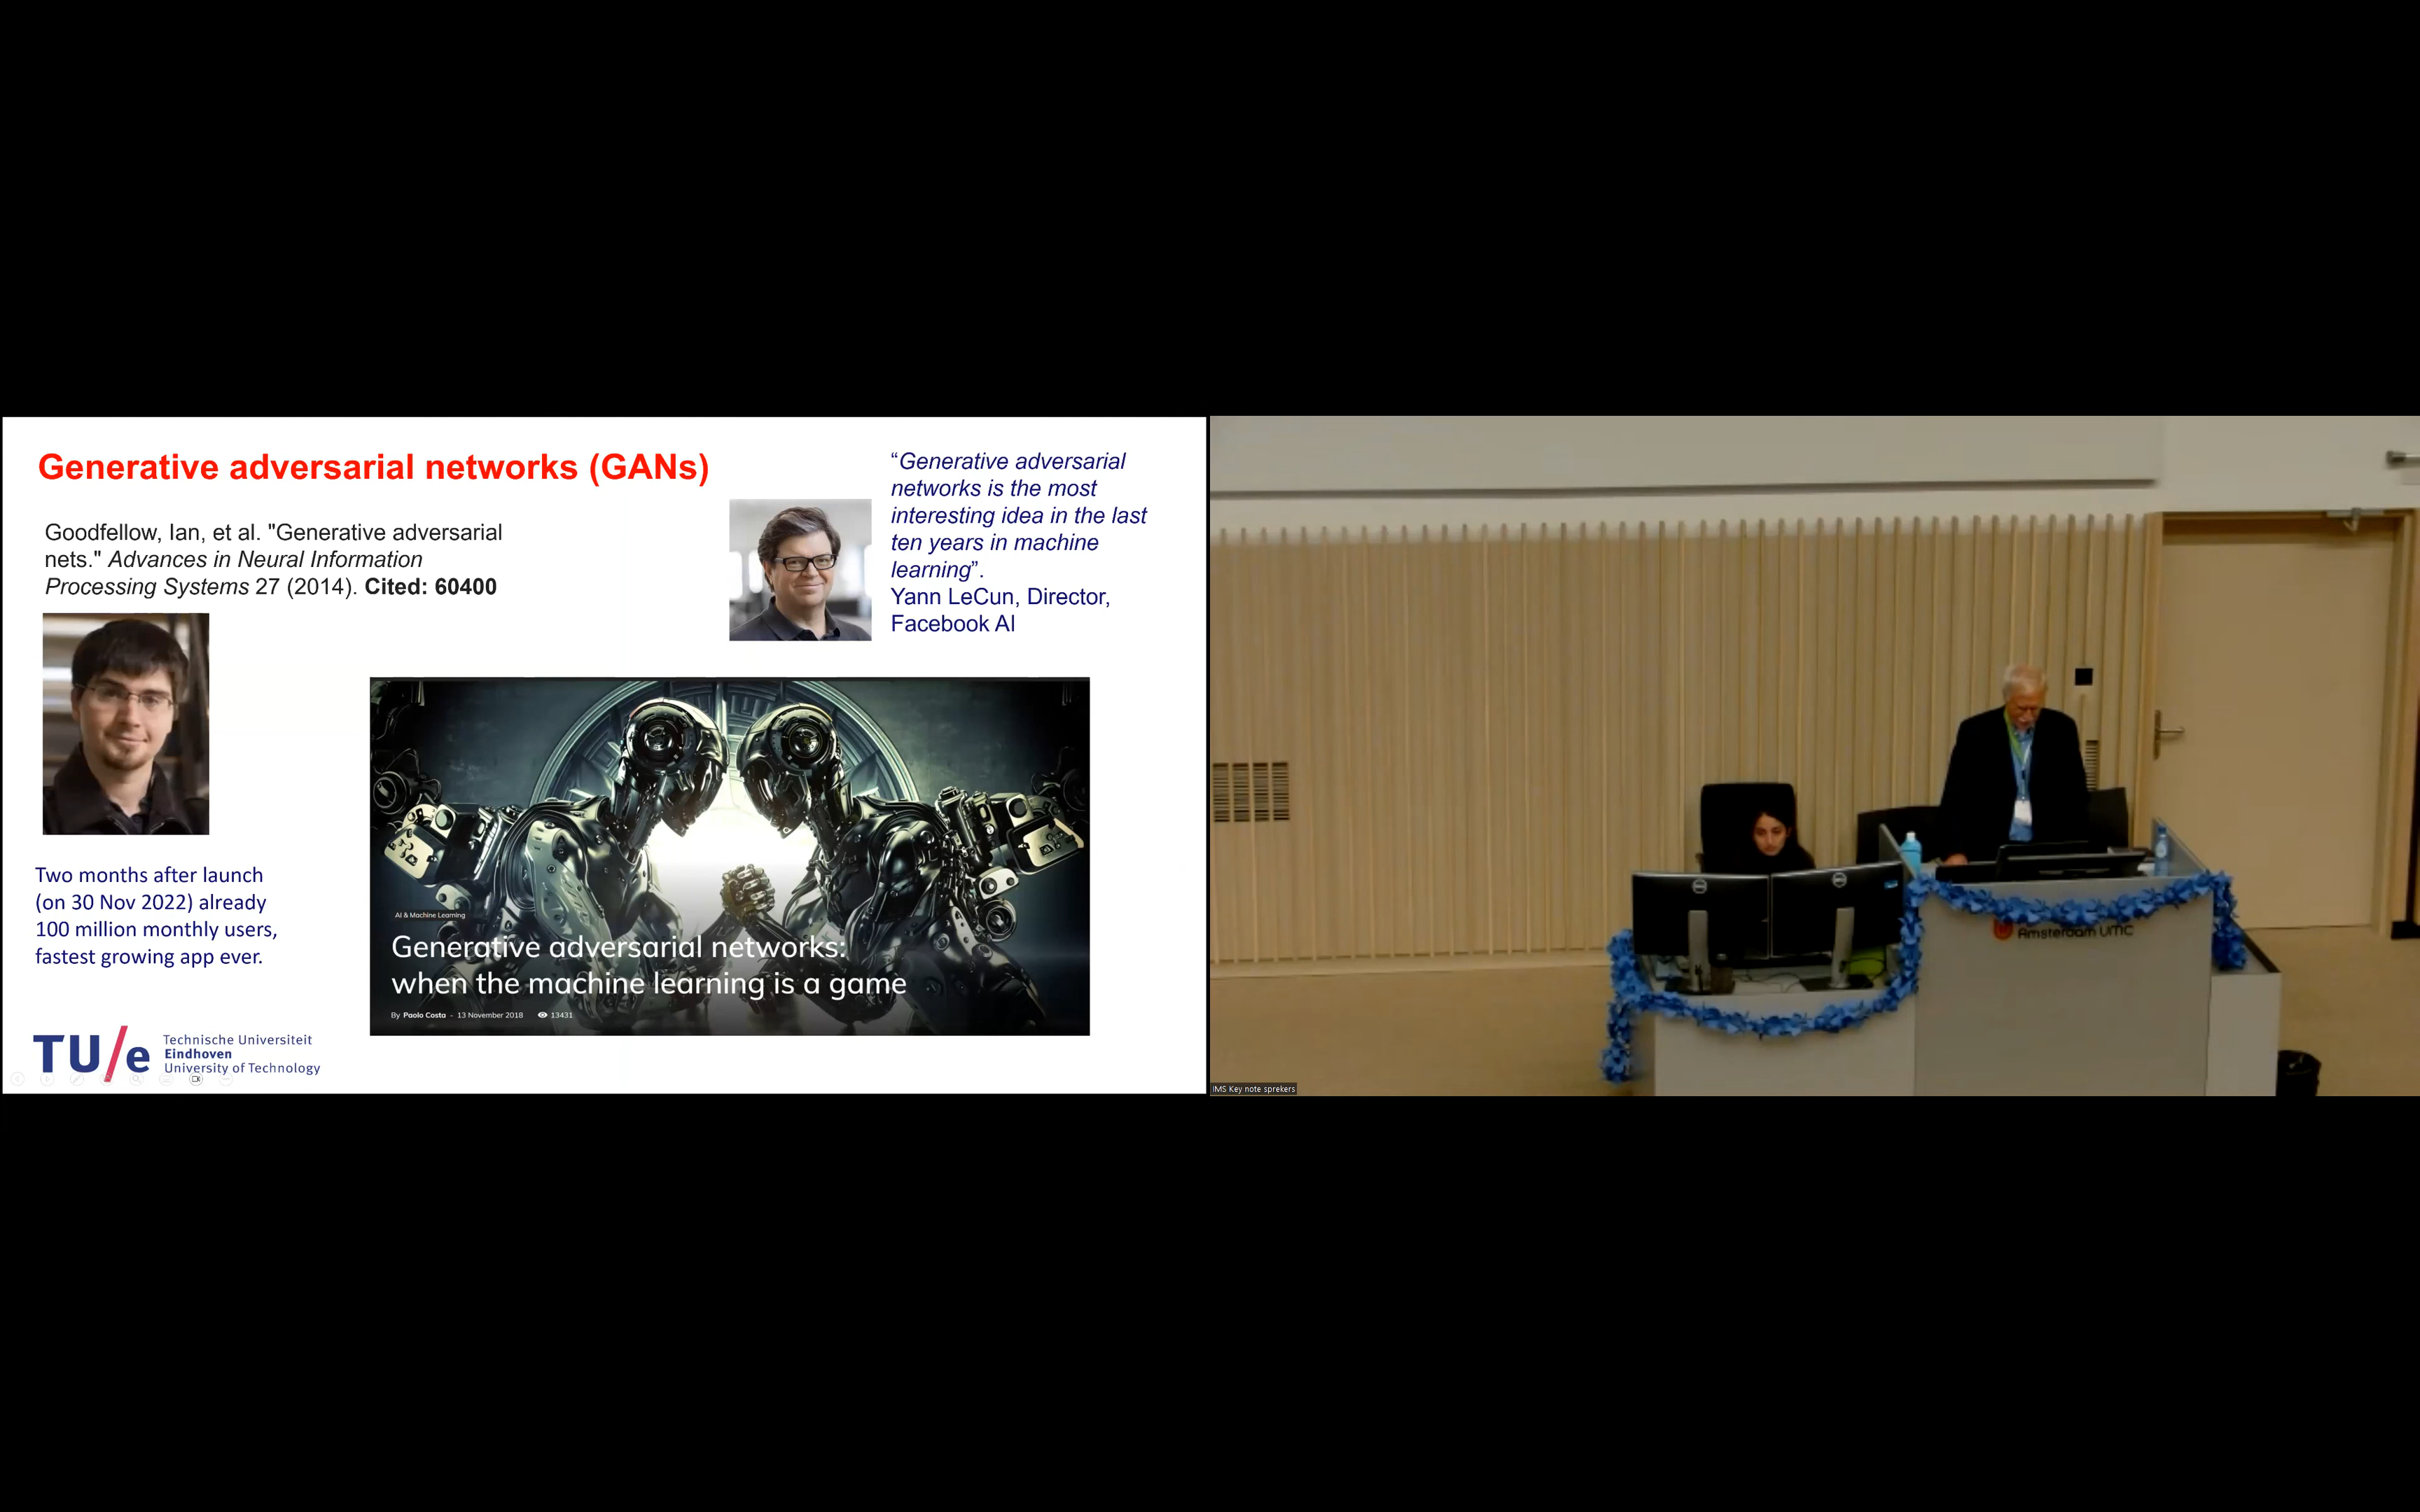 Generative adversarial networks (GANs)
Goodfellow, Ian, et al. "Generative adversarial
nets." Advances in Neural Information
Processing Systems 27 (2014). Cited: 60400
“Generative adversarial
networks is the most
interesting idea in the last
ten years in machine
learning”.
Yann LeCun, Director,
Facebook AI
Two months after launch
(on 30 Nov 2022) already
100 million monthly users,
fastest growing app ever.
AI & Machine Learning
Generative adversarial networks:
when the machine learning is a game
By Paolo Costa - 13 November 2018 13431
TU/e
Technische Universiteit
Eindhoven
University of Technology
Amsterdam UMC
IMS Key note sprekers